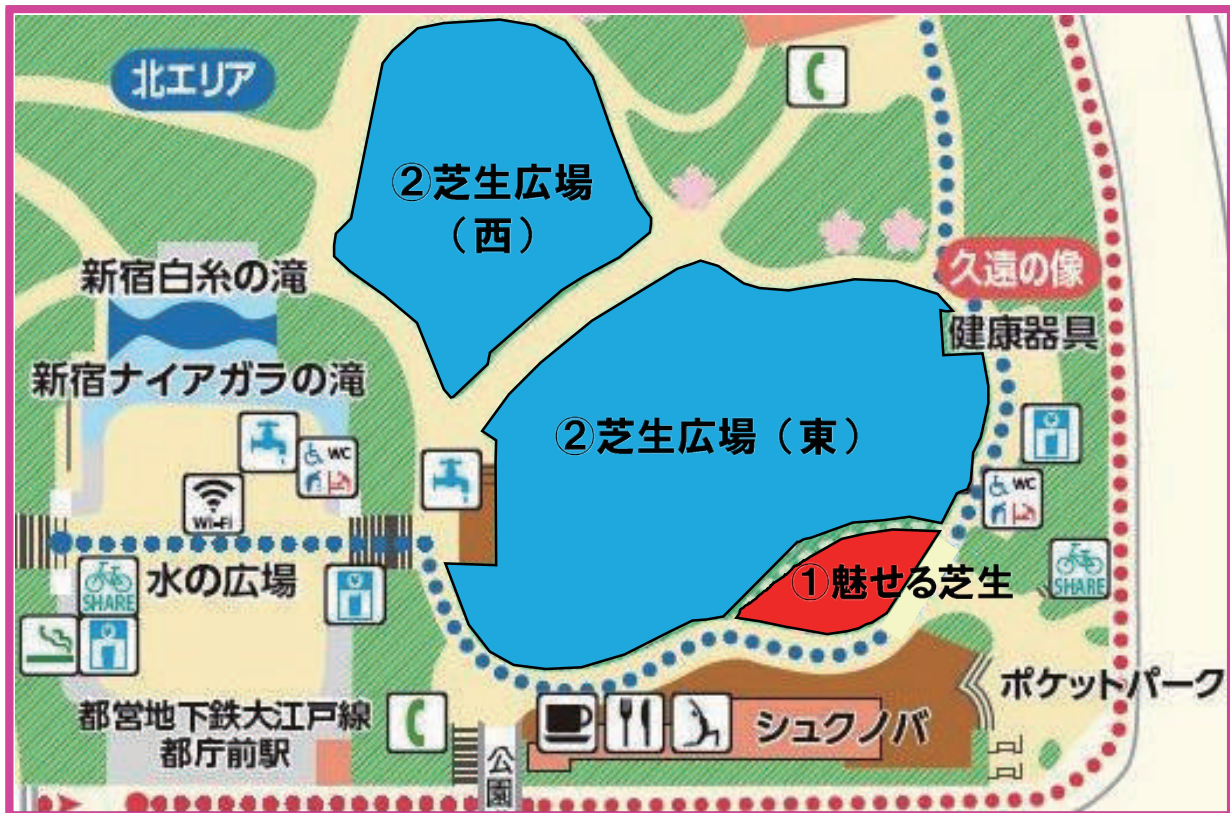 北エリア
②芝生広場
（西）
新宿白糸の滝
久遠の像
健康器具
新宿ナイアガラの滝
②芝生広場（東）
WC
WC
Wi-Fi
①魅せる芝生
水の広場
SHARE
SHARE
ポケットパーク
都営地下鉄大江戸線
都庁前駅
シュクノバ
公園